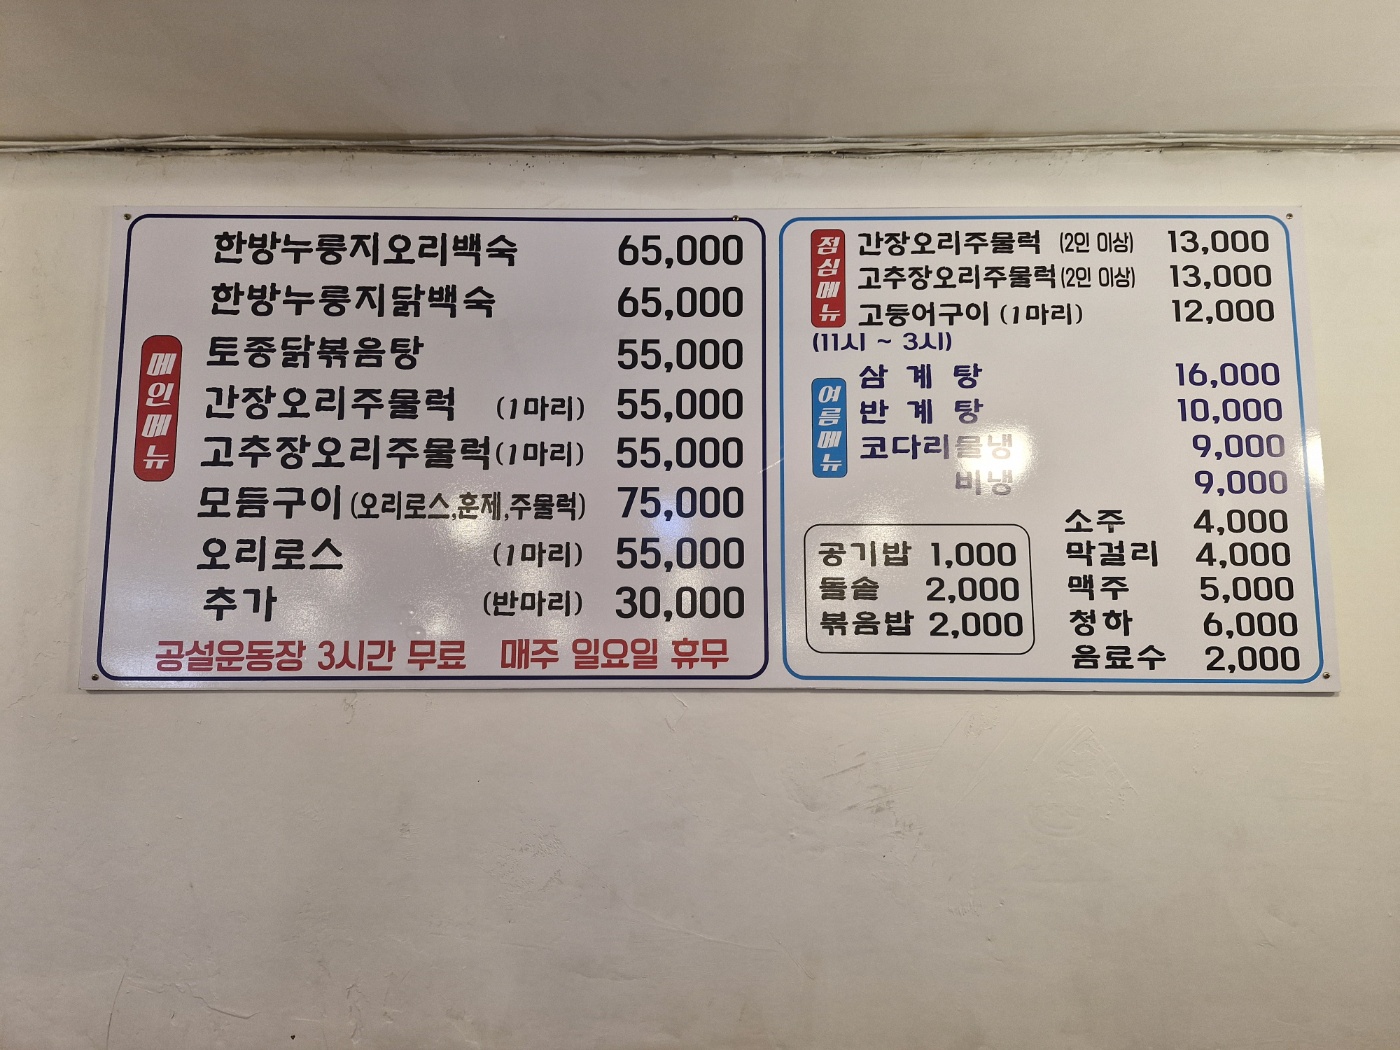 메인메뉴
한방누룽지오리백숙 65,000
한방누룽지닭백숙 65,000
토종닭볶음탕 55,000
간장오리주물럭 (1마리) 55,000
고추장오리주물럭(1마리) 55,000
모듬구이(오리로스,훈제,주물럭) 75,000
오리로스 (1마리) 55,000
추가 (반마리) 30,000
공설운동장 3시간 무료 매주 일요일 휴무
점심메뉴
간장오리주물럭 (2인 이상) 13,000
고추장오리주물럭(2인 이상) 13,000
고등어구이 (1마리) 12,000
(11시 ~ 3시)
여름메뉴
삼 계 탕 16,000
반 계 탕 10,000
코다리물냉 9,000
비냉 9,000
공기밥 1,000
돌솥 2,000
볶음밥 2,000
소주 4,000
막걸리 4,000
맥주 5,000
청하 6,000
음료수 2,000